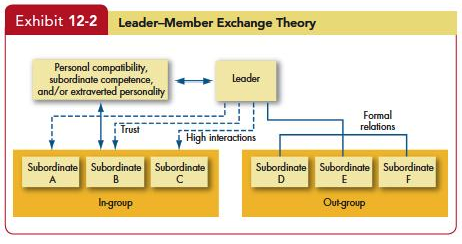 Exhibit 12-2 Leader–Member Exchange Theory
Personal compatibility,
subordinate competence,
and/or extraverted personality
Leader
Trust
High interactions
Formal
relations
Subordinate
A
Subordinate
B
Subordinate
C
Subordinate
D
Subordinate
E
Subordinate
F
In-group
Out-group